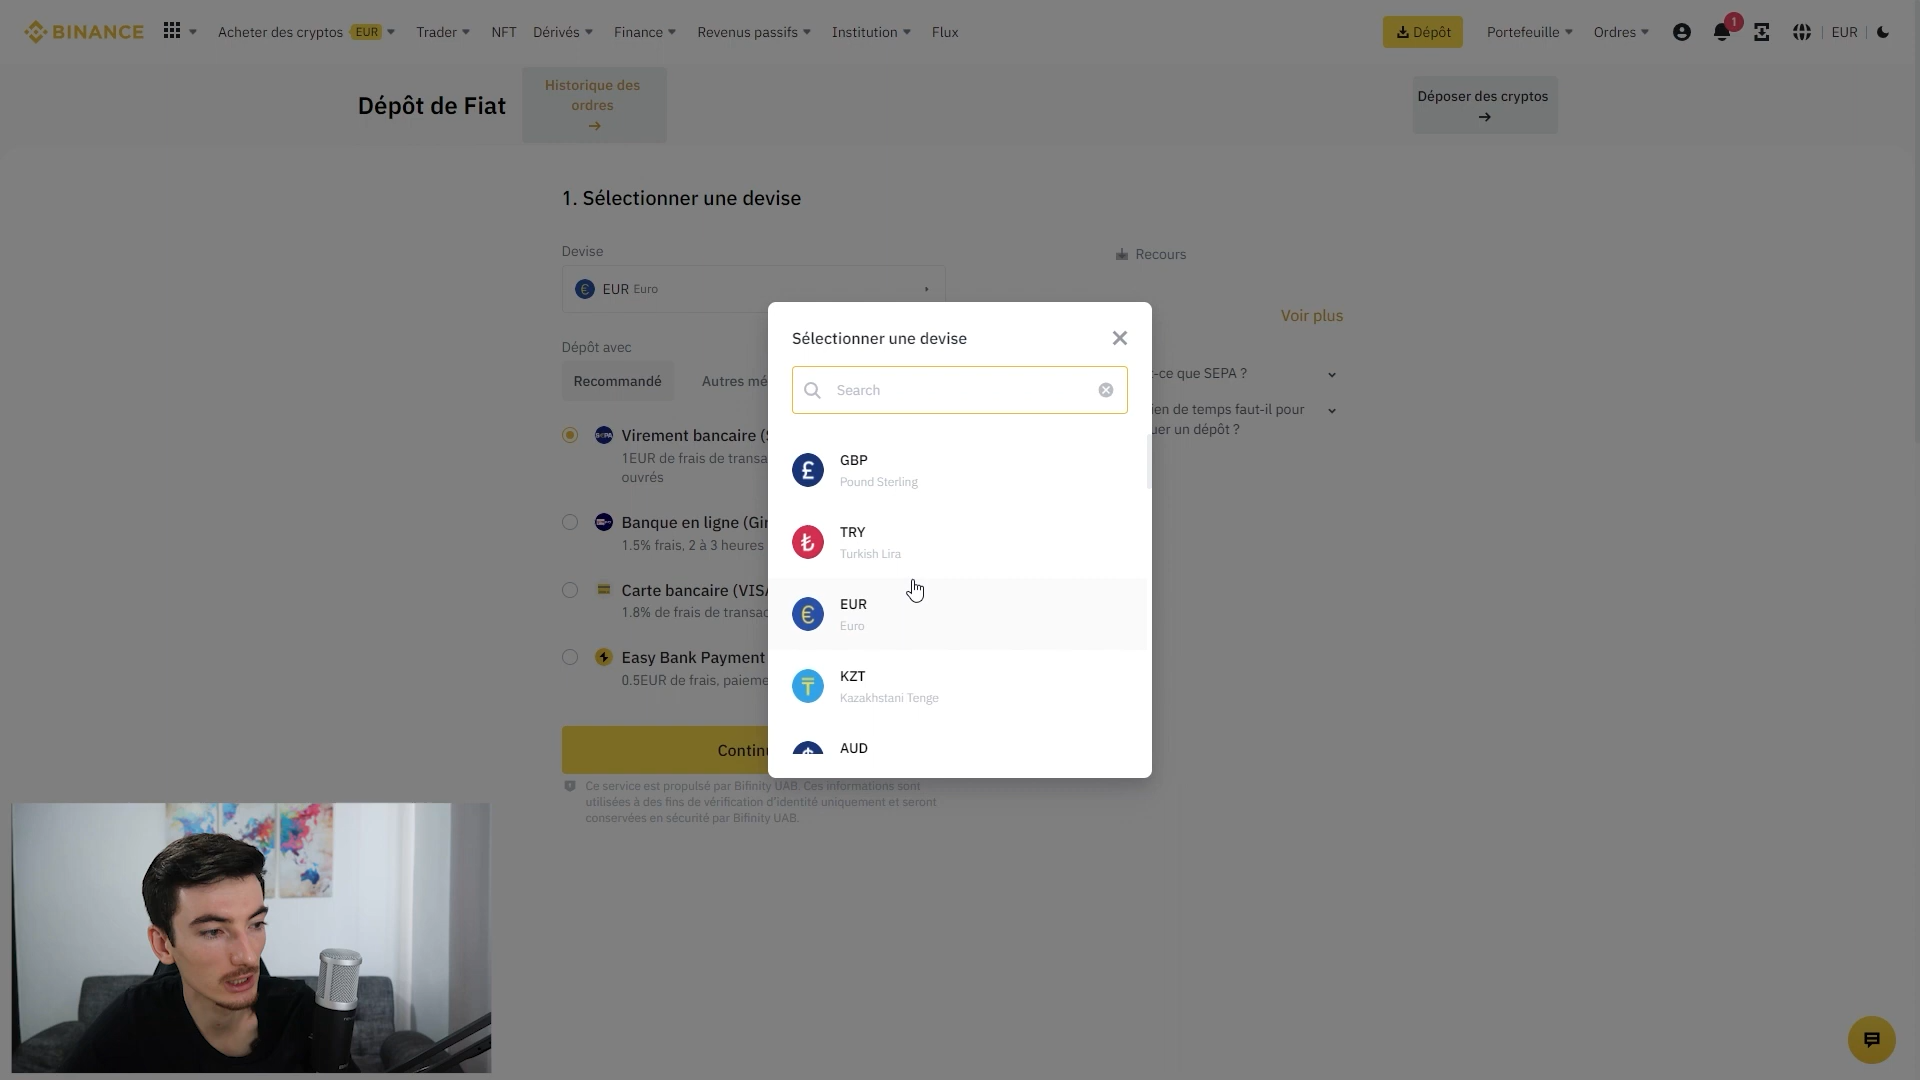 BINANCE
Acheter des cryptos EUR
Trader
NFT
Dérivés
Finance
Revenus passifs
Institution
Flux
Dépôt
Portefeuille
Ordres
1
EUR
Dépôt de Fiat
Historique des
ordres
→
Déposer des cryptos
→
1. Sélectionner une devise
Devise
EUR Euro
Recours
Voir plus
Dépôt avec
Recommandé
Autres
-ce que SEPA ?
ien de temps faut-il pour
uer un dépôt ?
Virement bancaire (
1EUR de frais de transa
ouvrés
Banque en ligne (Gi
1.5% frais, 2 à 3 heures
Carte bancaire (VISA
1.8% de frais de transac
Easy Bank Payment
0.5EUR de frais, paieme
Contin
Ce service est propulsé par Bifinity UAB. Ces informations sont
utilisées à des fins de vérification d'identité uniquement et seront
conservées en sécurité par Bifinity UAB.
Sélectionner une devise
Search
GBP
Pound Sterling
TRY
Turkish Lira
EUR
Euro
KZT
Kazakhstani Tenge
AUD